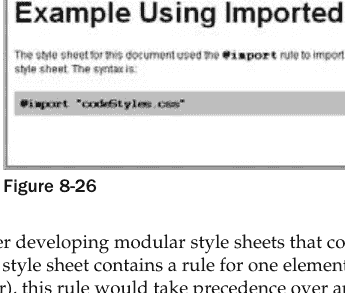 Example Using Imported
The style sheet for this document used the @import rule to import
style sheet. The syntax is:
@import "codeStyles.css"
Figure 8-26
er developing modular style sheets that co
style sheet contains a rule for one element
r), this rule would take precedence over a